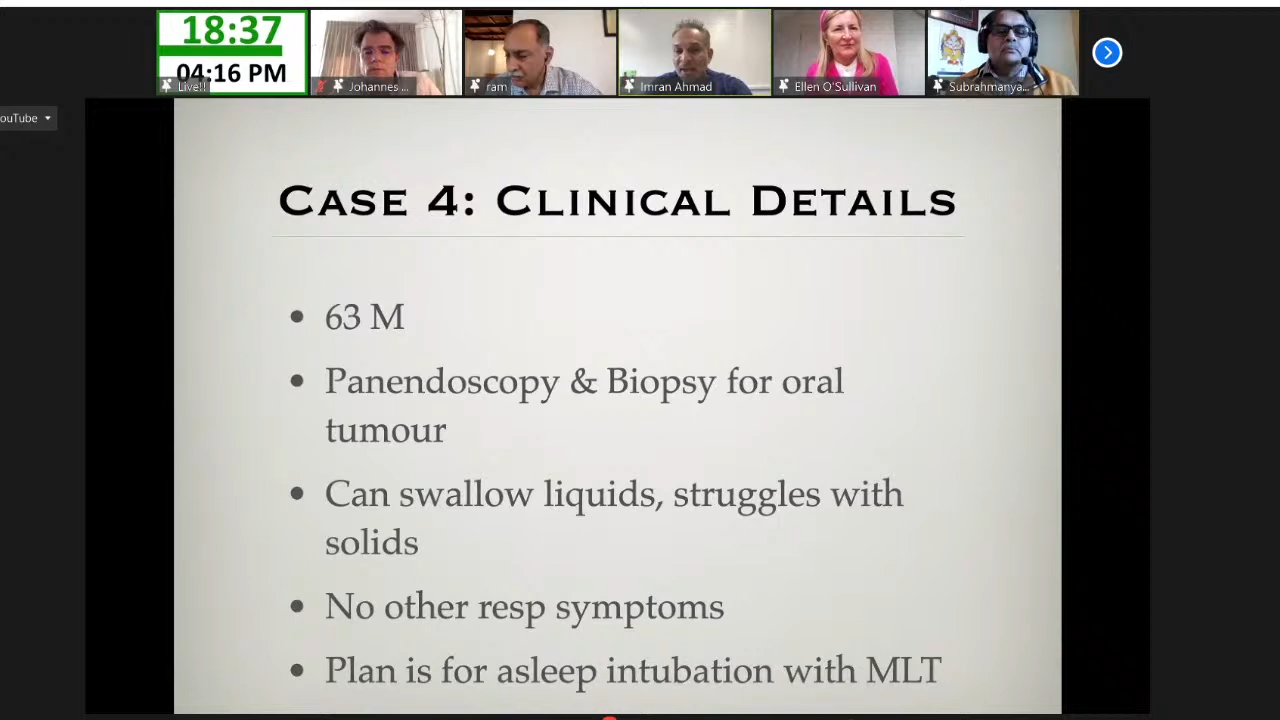 18:37
04:16 PM
Live!!
Johannes ...
ram
Imran Ahmad
Ellen O'Sullivan
Subrahmanya...
ouTube
CASE 4: CLINICAL DETAILS
• 63 M
• Panendoscopy & Biopsy for oral
tumour
• Can swallow liquids, struggles with
solids
• No other resp symptoms
• Plan is for asleep intubation with MLT